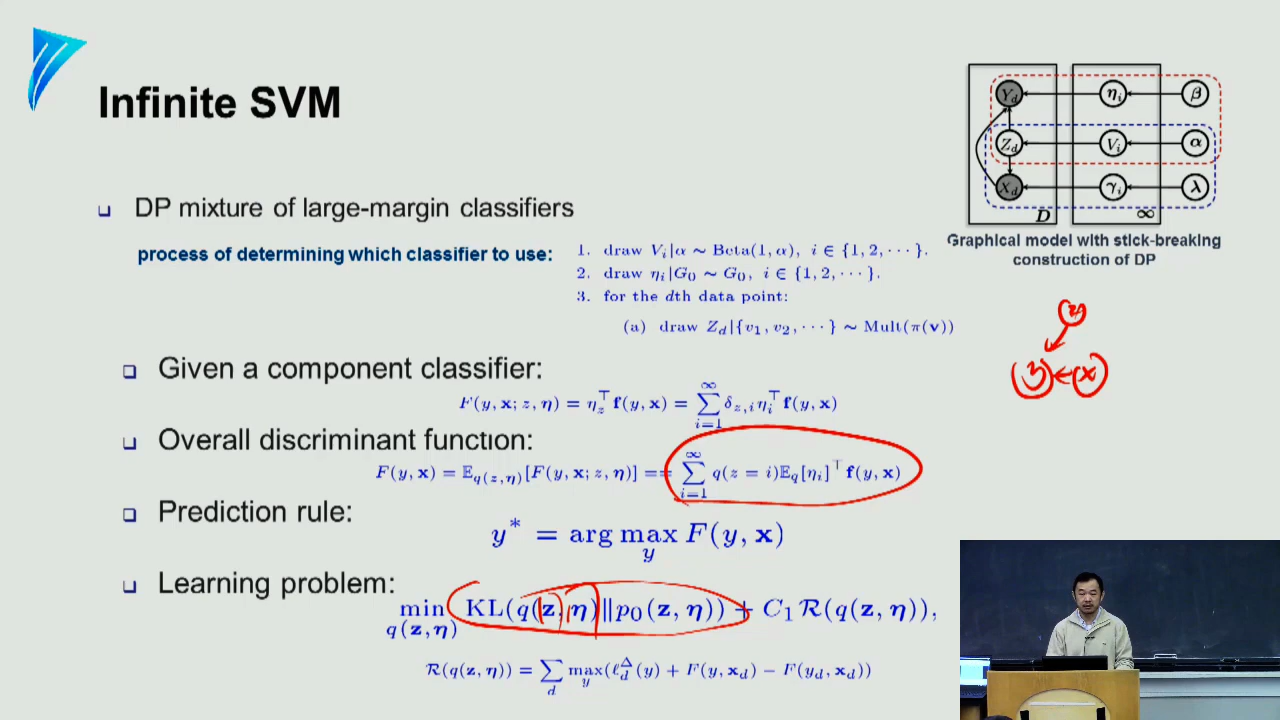 Infinite SVM
DP mixture of large-margin classifiers
process of determining which classifier to use:
1. draw V_i|α ∼ Beta(1, α), i ∈ {1, 2, ⋯}.
2. draw η_i|G_0 ∼ G_0, i ∈ {1, 2, ⋯}.
3. for the dth data point:
(a) draw Z_d|{v_1, v_2, ⋯} ∼ Mult(π(v))
Y_d η_i β
Z_d V_i α
X_d γ_i λ
D ∞
Graphical model with stick-breaking
construction of DP
z
y x
Given a component classifier:
F(y, x; z, η) = η_z^⊤ f(y, x) = ∑_{i=1}^∞ δ_{z,i} η_i^⊤ f(y, x)
Overall discriminant function:
F(y, x) = 𝔼_{q(z,η)}[F(y, x; z, η)] == ∑_{i=1}^∞ q(z = i)𝔼_q[η_i]^⊤ f(y, x)
Prediction rule:
y* = arg max_y F(y, x)
Learning problem:
min_{q(z,η)} KL(q(z, η)‖p_0(z, η)) + C_1 R(q(z, η)),
R(q(z, η)) = ∑_d max_y(ℓ_d^Δ(y) + F(y, x_d) − F(y_d, x_d))